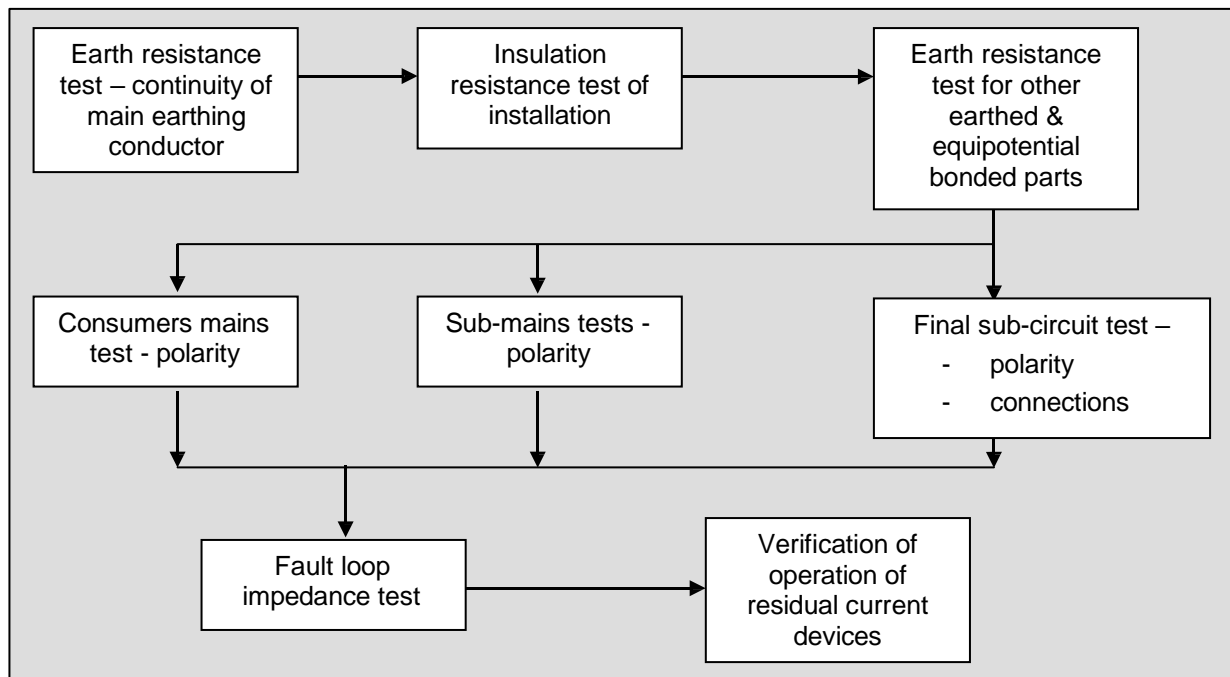 Earth resistance
test – continuity of
main earthing
conductor
Insulation
resistance test of
installation
Earth resistance
test for other
earthed &
equipotential
bonded parts
Consumers mains
test - polarity
Sub-mains tests -
polarity
Final sub-circuit test –
- polarity
- connections
Fault loop
impedance test
Verification of
operation of
residual current
devices